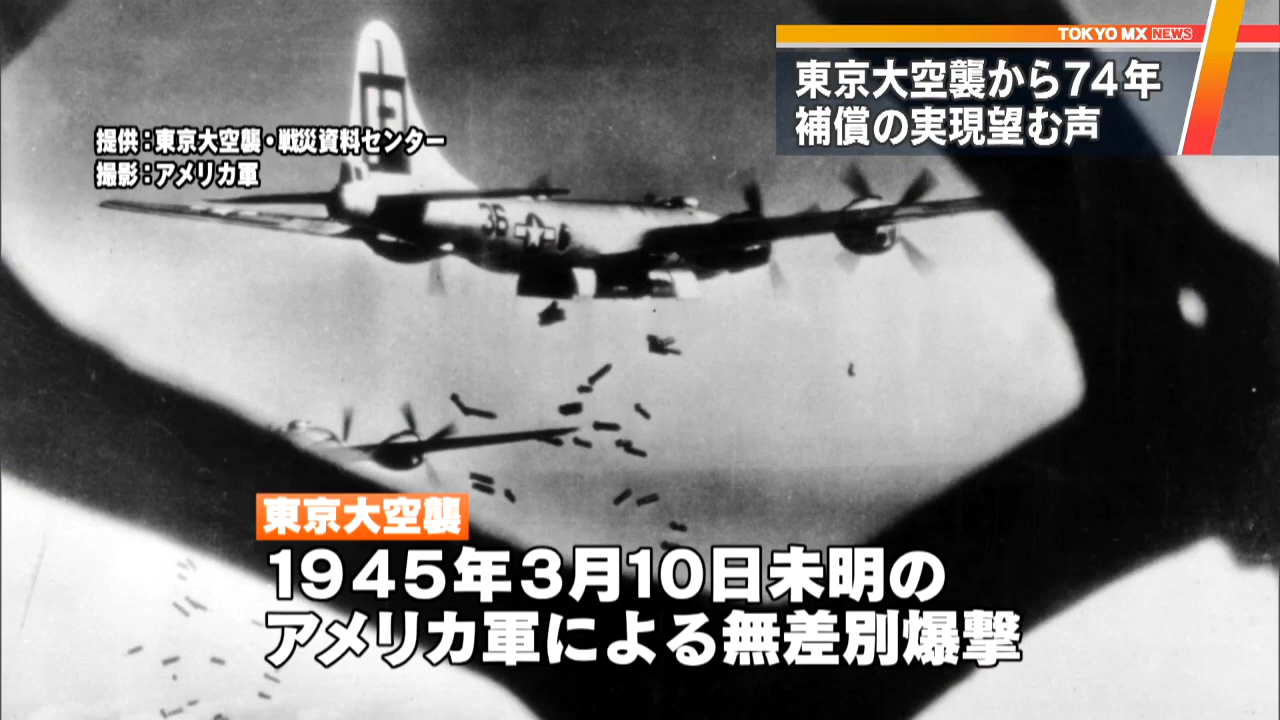 TOKYO MX NEWS
東京大空襲から74年
補償の実現望む声
提供：東京大空襲・戦災資料センター
撮影：アメリカ軍
36
東京大空襲
1945年3月10日未明の
アメリカ軍による無差別爆撃